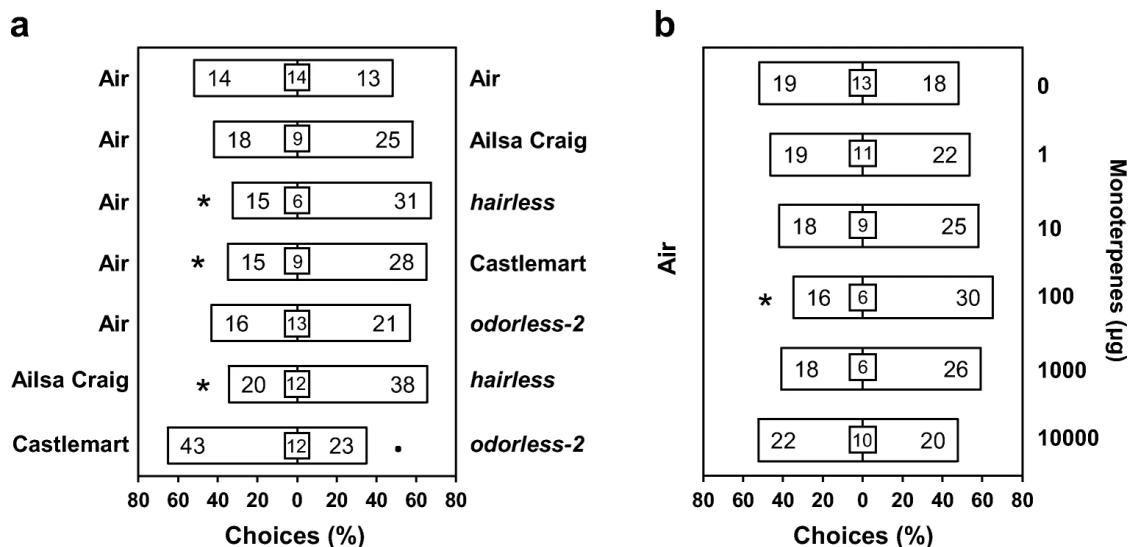 a
Air 14 14 13 Air
Air 18 9 25 Ailsa Craig
Air * 15 6 31 hairless
Air * 15 9 28 Castlemart
Air 16 13 21 odorless-2
Ailsa Craig * 20 12 38 hairless
Castlemart 43 12 23 . odorless-2
80 60 40 20 0 20 40 60 80
Choices (%)
b
Air
19 13 18 0
19 11 22 1
18 9 25 10
* 16 6 30 100
18 6 26 1000
22 10 20 10000
Monoterpenes (µg)
80 60 40 20 0 20 40 60 80
Choices (%)